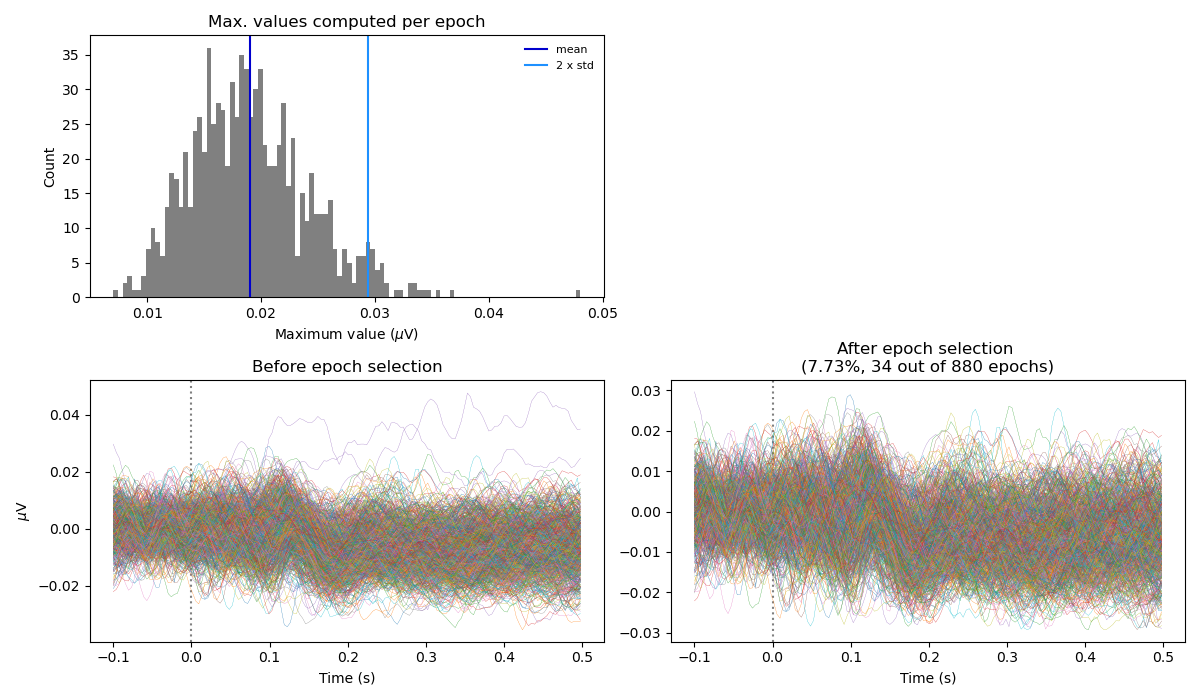 Max. values computed per epoch
mean
2 x std
Count
35
30
25
20
15
10
5
0
0.01 0.02 0.03 0.04 0.05
Maximum value (μV)
Before epoch selection
μV
0.04
0.02
0.00
−0.02
−0.1 0.0 0.1 0.2 0.3 0.4 0.5
Time (s)
After epoch selection
(7.73%, 34 out of 880 epochs)
0.03
0.02
0.01
0.00
−0.01
−0.02
−0.03
−0.1 0.0 0.1 0.2 0.3 0.4 0.5
Time (s)